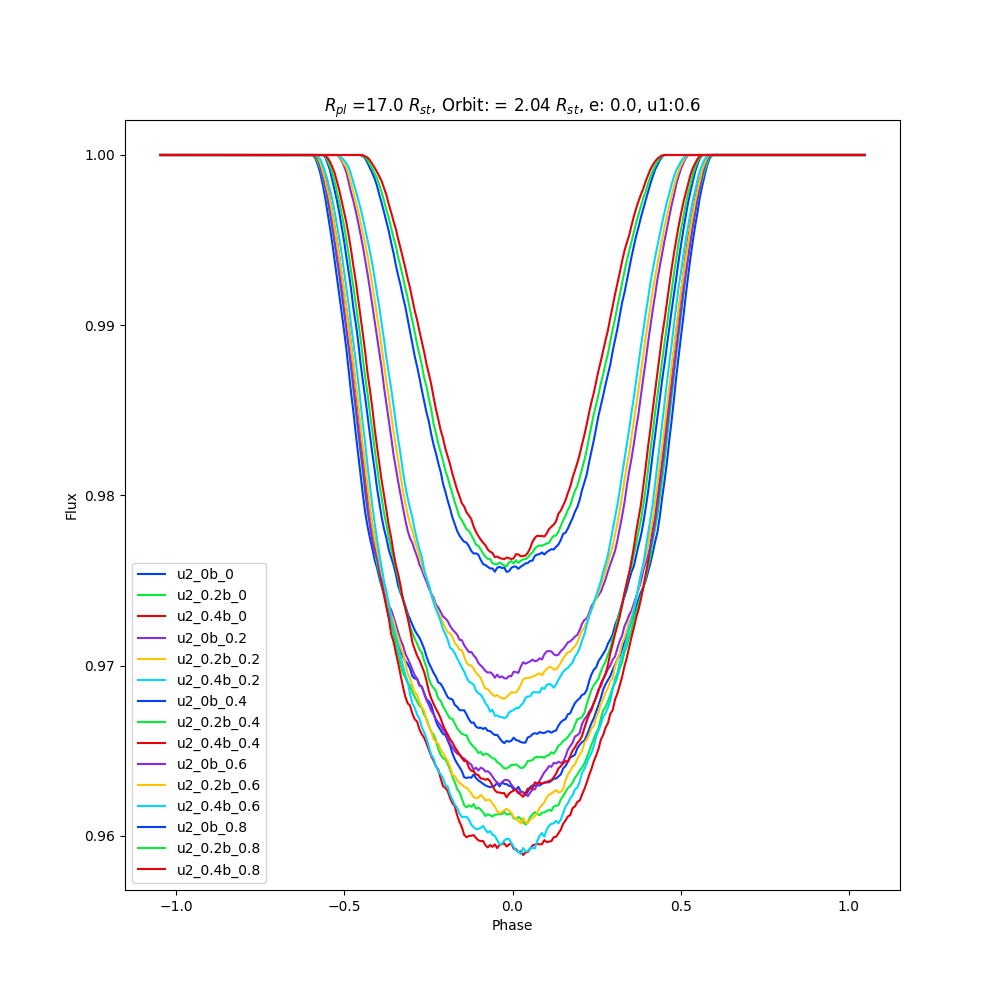 R_pl =17.0 R_st, Orbit: = 2.04 R_st, e: 0.0, u1:0.6
1.00
0.99
0.98
0.97
0.96
Flux
u2_0b_0
u2_0.2b_0
u2_0.4b_0
u2_0b_0.2
u2_0.2b_0.2
u2_0.4b_0.2
u2_0b_0.4
u2_0.2b_0.4
u2_0.4b_0.4
u2_0b_0.6
u2_0.2b_0.6
u2_0.4b_0.6
u2_0b_0.8
u2_0.2b_0.8
u2_0.4b_0.8
−1.0 −0.5 0.0 0.5 1.0
Phase